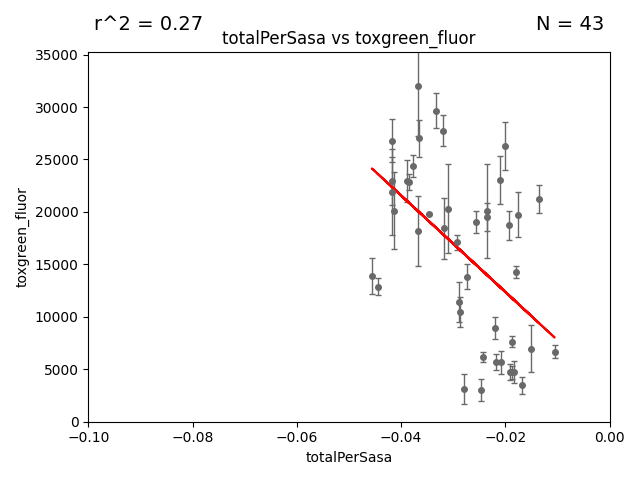 r^2 = 0.27
N = 43
totalPerSasa vs toxgreen_fluor
35000
30000
25000
20000
15000
10000
5000
0
toxgreen_fluor
−0.10
−0.08
−0.06
−0.04
−0.02
0.00
totalPerSasa